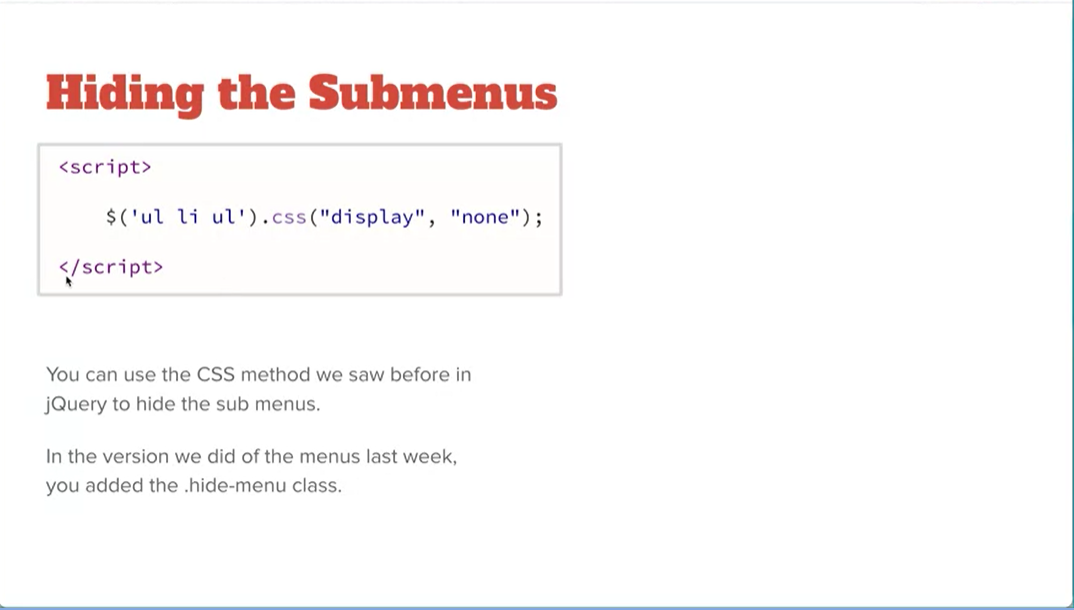 Hiding the Submenus
<script>
$('ul li ul').css("display", "none");
</script>
You can use the CSS method we saw before in
jQuery to hide the sub menus.
In the version we did of the menus last week,
you added the .hide-menu class.